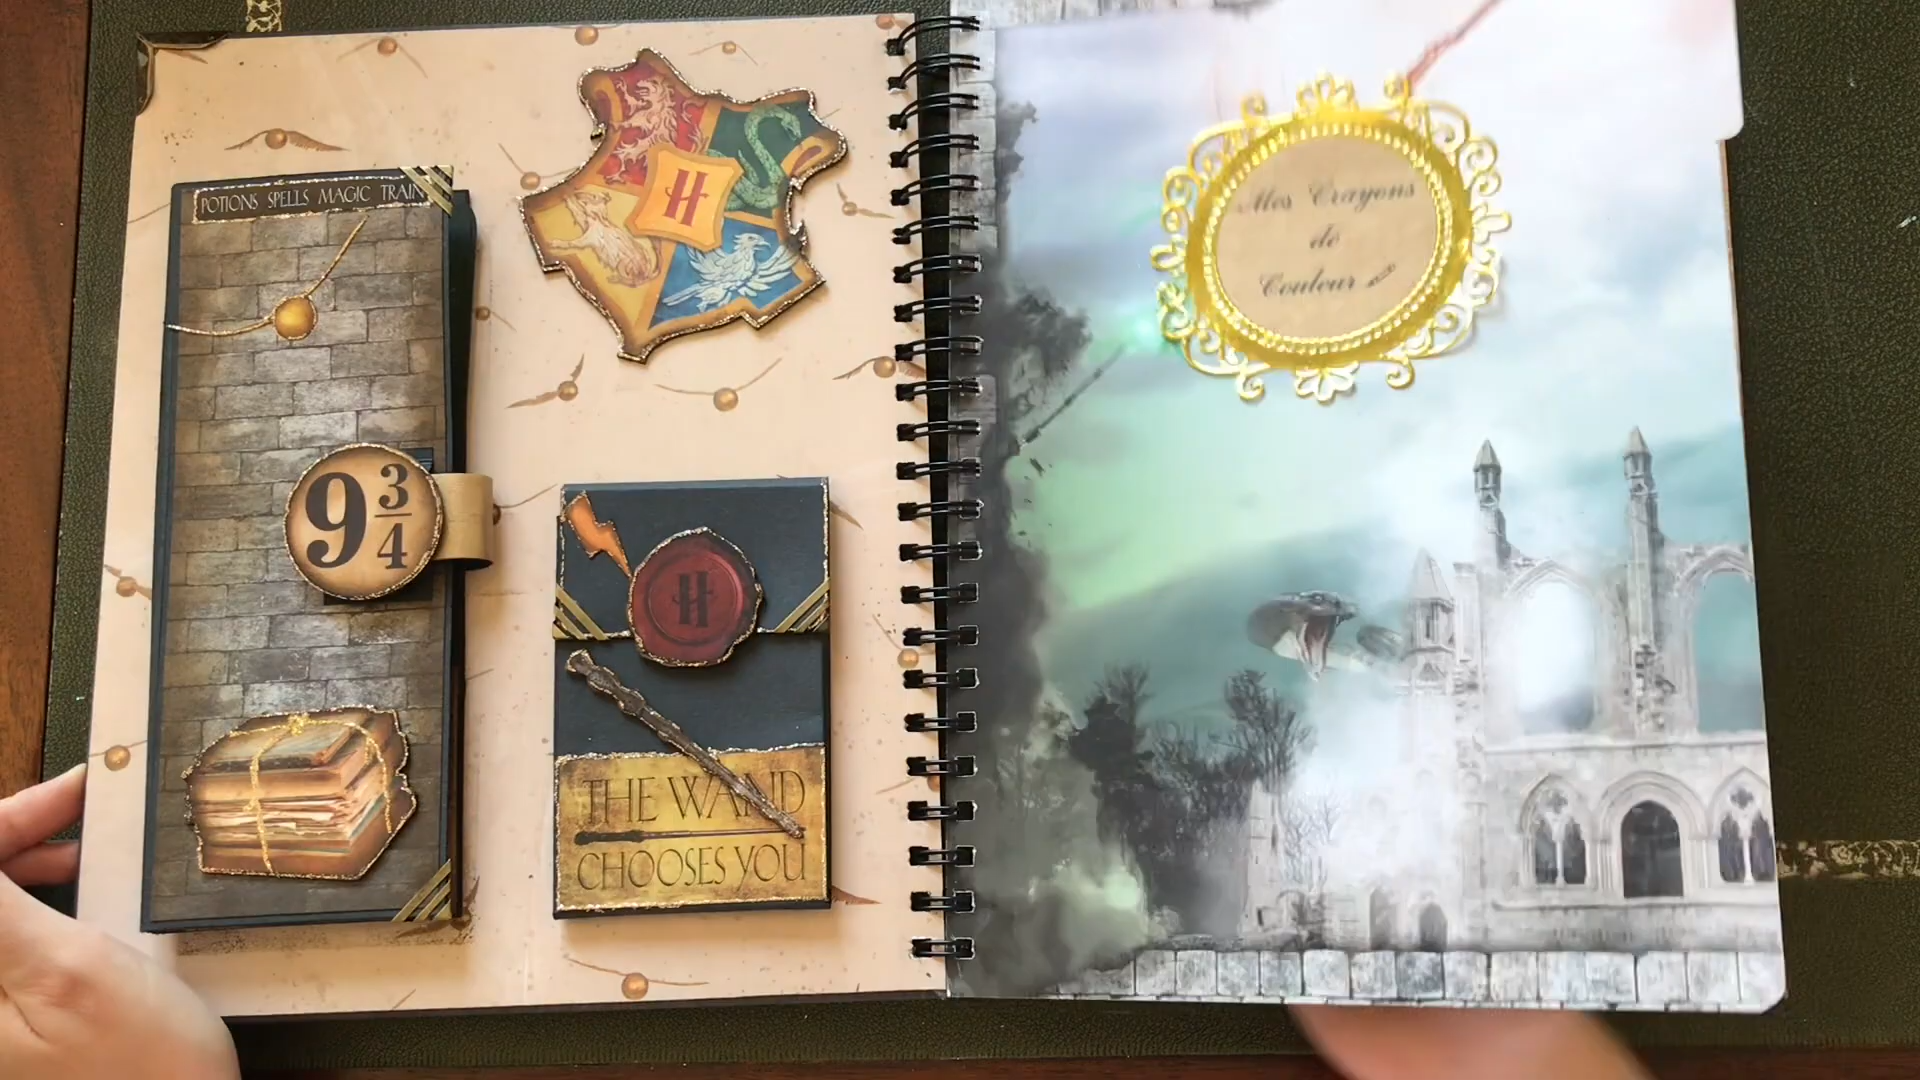 POTIONS SPELLS MAGIC TRAIN
H
9 3/4
H
THE WAND
CHOOSES YOU
Mes Crayons
de
Couleur